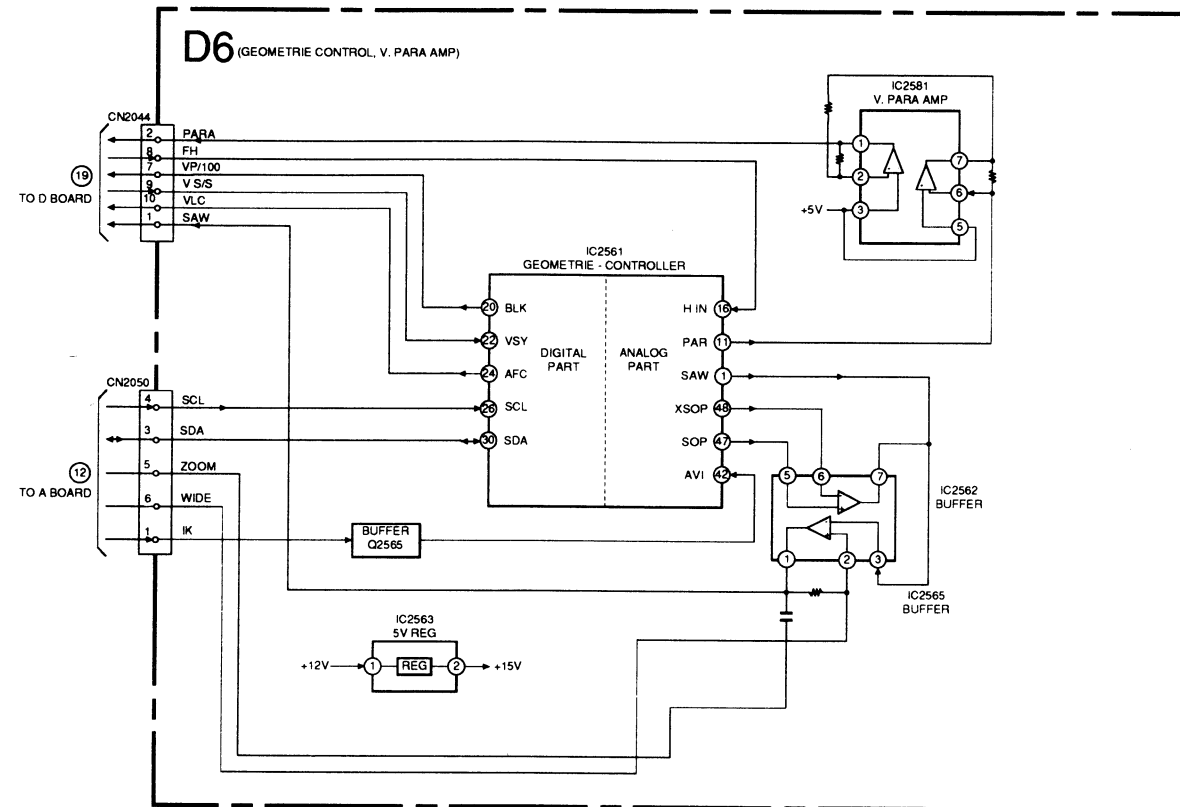 D6 (GEOMETRIE CONTROL, V. PARA AMP)
IC2581
V. PARA AMP
1
2
3
7
6
5
+5V
CN2044
2 PARA
8 FH
7 VP/100
9 V S/S
10 VLC
1 SAW
19
TO D BOARD
IC2561
GEOMETRIE - CONTROLLER
DIGITAL
PART
ANALOG
PART
20 BLK
22 VSY
24 AFC
26 SCL
30 SDA
H IN 16
PAR 11
SAW 1
XSOP 48
SOP 47
AVI 42
CN2050
4 SCL
3 SDA
5 ZOOM
6 WIDE
1 IK
12
TO A BOARD
BUFFER
Q2565
5 6 7
IC2562
BUFFER
1 2 3
IC2565
BUFFER
IC2563
5V REG
+12V 1 REG 2 +15V